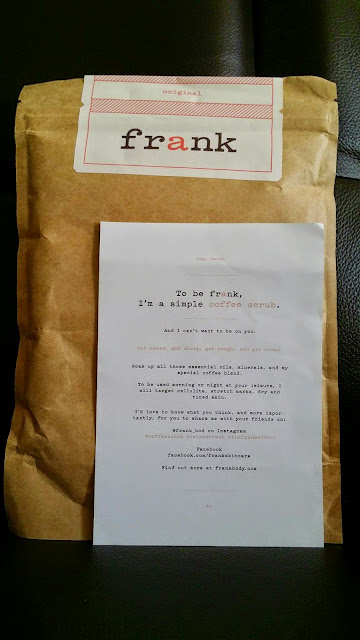 original
frank
Hey, babe.
To be frank,
I'm a simple coffee scrub.
And I can't wait to be on you.
Get naked, get dirty, get rough, and get clean.
Soak up all those essential oils, minerals, and my
special coffee blend.
To be used morning or night at your leisure, I
will target cellulite, stretch marks, dry and
tired skin.
I'd love to know what you think, and more impor-
tantly, for you to share me with your friends on:
@frank_bod on Instagram
#letsbefrank
Facebook
facebook.com/frankskincare
Find out more at frankbody.com
xo